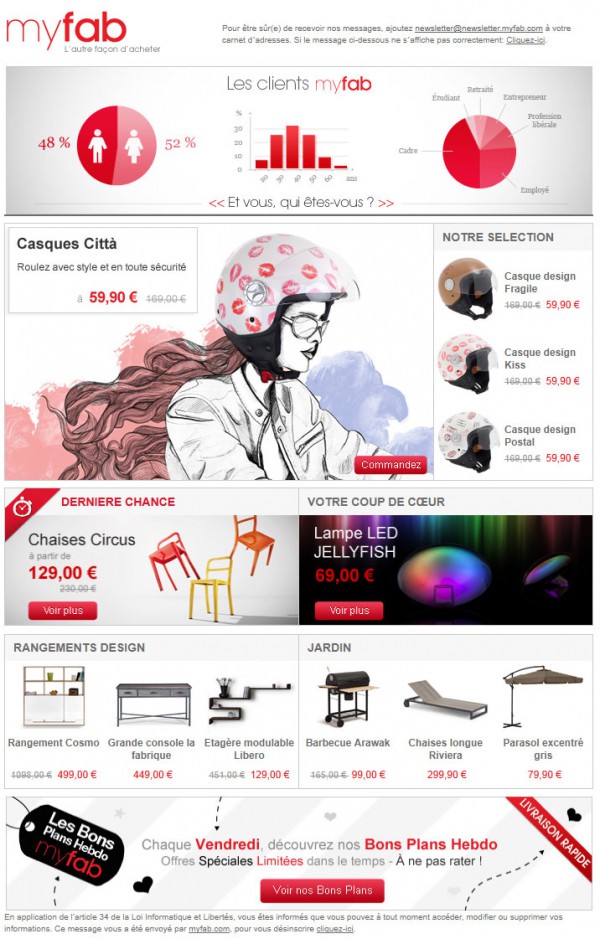 myfab
L'autre façon d'acheter
Pour être sûr(e) de recevoir nos messages, ajoutez newsletter@newsletter.myfab.com à votre
carnet d'adresses. Si le message ci-dessous ne s'affiche pas correctement: Cliquez-ici.
Les clients myfab
48 %
52 %
%
30
20
10
0
20 30 40 50 60 ans
Étudiant
Retraité
Entrepreneur
Profession
libérale
Cadre
Employé
<< Et vous, qui êtes-vous ? >>
Casques Città
Roulez avec style et en toute sécurité
à 59,90 € 169,00 €
Commandez
NOTRE SELECTION
Casque design
Fragile
169,00 € 59,90 €
Casque design
Kiss
169,00 € 59,90 €
Casque design
Postal
169,00 € 59,90 €
DERNIERE CHANCE
Chaises Circus
à partir de
129,00 €
230,00 €
Voir plus
VOTRE COUP DE CŒUR
Lampe LED
JELLYFISH
69,00 €
Voir plus
RANGEMENTS DESIGN
Rangement Cosmo
1098,00 € 499,00 €
Grande console la
fabrique
449,00 €
Etagère modulable
Libero
451,00 € 129,00 €
JARDIN
Barbecue Arawak
165,00 € 99,00 €
Chaises longue
Riviera
299,90 €
Parasol excentré
gris
79,90 €
Les Bons
Plans Hebdo
myfab
Chaque Vendredi, découvrez nos Bons Plans Hebdo
Offres Spéciales Limitées dans le temps - À ne pas rater !
Voir nos Bons Plans
LIVRAISON RAPIDE
En application de l'article 34 de la Loi Informatique et Libertés, vous êtes informés que vous pouvez à tout moment accéder, modifier ou supprimer vos
informations. Ce message vous a été envoyé par myfab.com, pour vous désinscrire cliquez-ici.